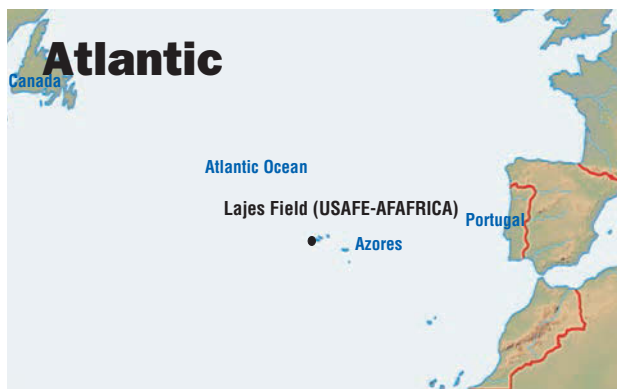 Atlantic
Canada
Atlantic Ocean
Lajes Field (USAFE-AFAFRICA)
Portugal
Azores